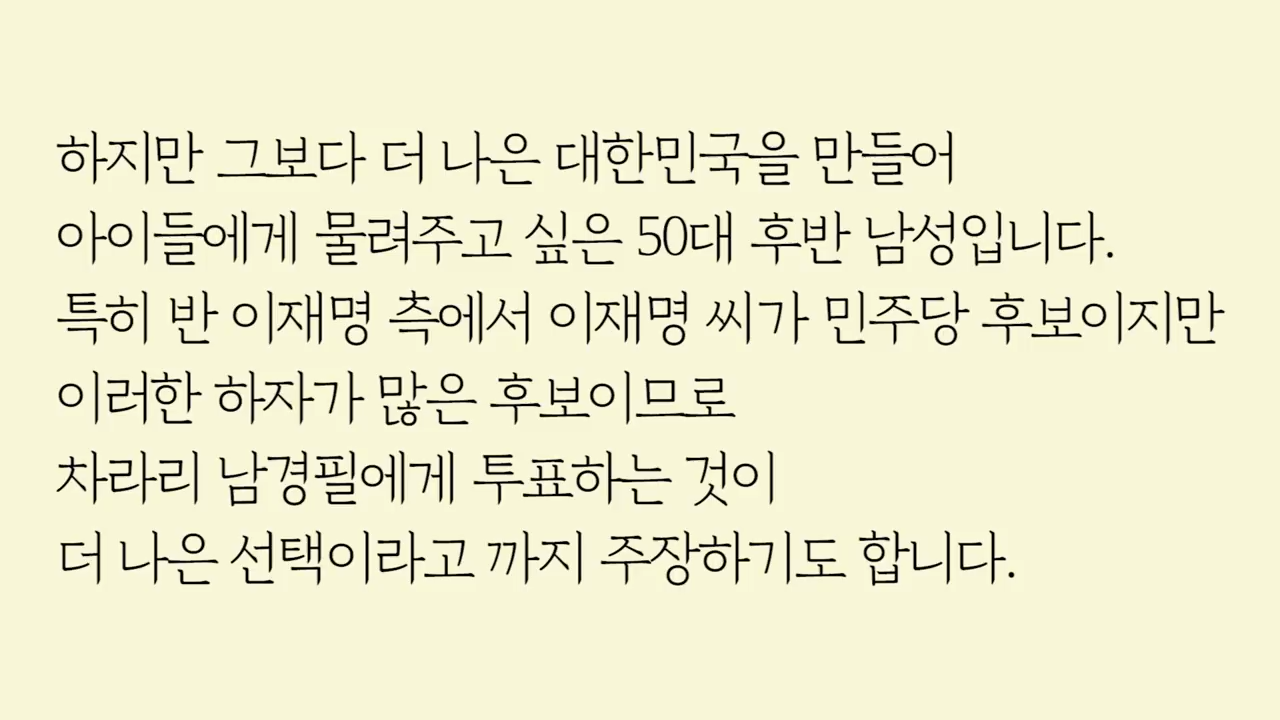 하지만 그보다 더 나은 대한민국을 만들어
아이들에게 물려주고 싶은 50대 후반 남성입니다.
특히 반 이재명 측에서 이재명 씨가 민주당 후보이지만
이러한 하자가 많은 후보이므로
차라리 남경필에게 투표하는 것이
더 나은 선택이라고 까지 주장하기도 합니다.